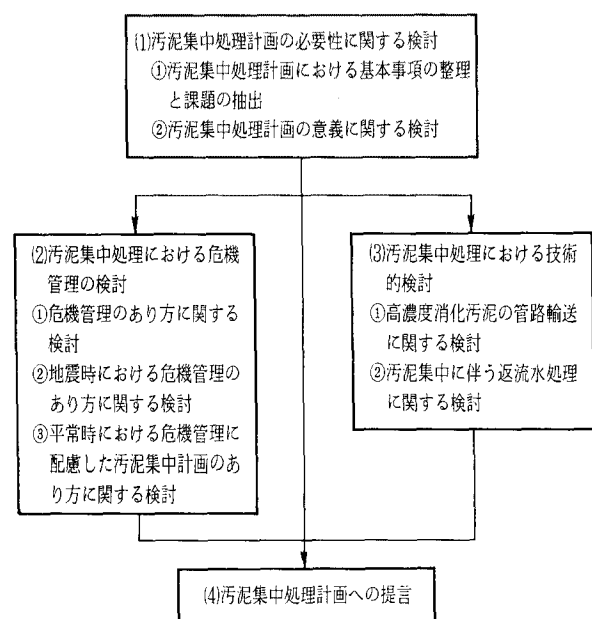 (1)汚泥集中処理計画の必要性に関する検討
①汚泥集中処理計画における基本事項の整理
と課題の抽出
②汚泥集中処理計画の意義に関する検討
(2)汚泥集中処理における危機
管理の検討
①危機管理のあり方に関する
検討
②地震時における危機管理の
あり方に関する検討
③平常時における危機管理に
配慮した汚泥集中計画のあ
り方に関する検討
(3)汚泥集中処理における技術
的検討
①高濃度消化汚泥の管路輸送
に関する検討
②汚泥集中に伴う返流水処理
に関する検討
(4)汚泥集中処理計画への提言